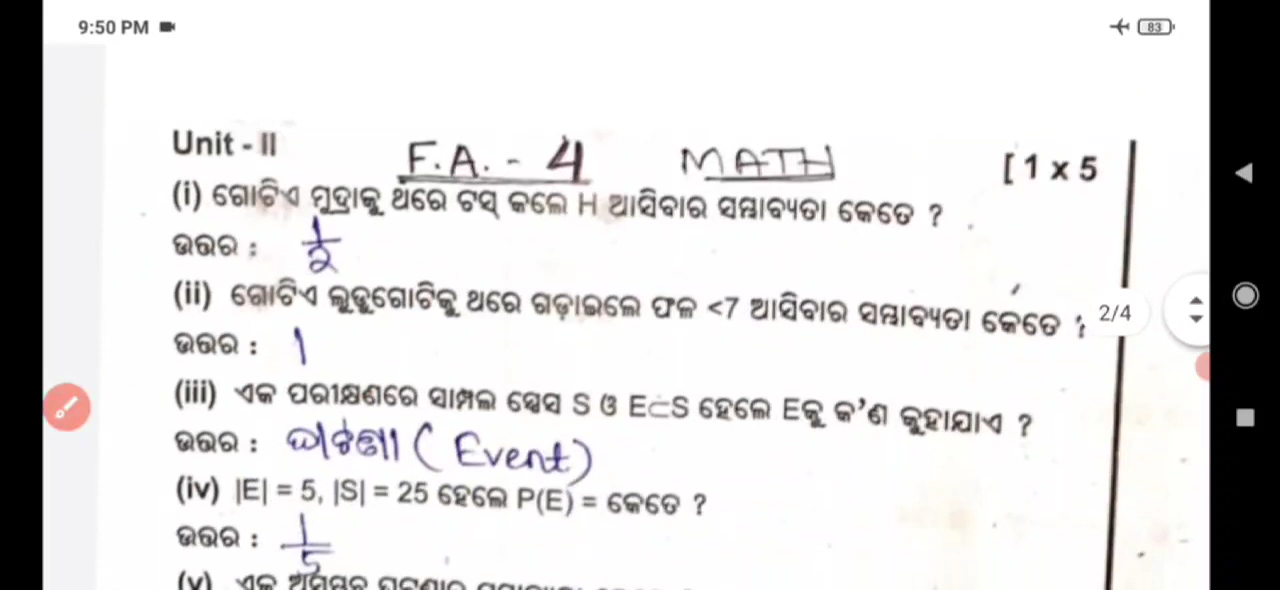 9:50 PM
83
Unit - II F.A. - 4 MATH [ 1 x 5
(i) ଗୋଟିଏ ମୁଦ୍ରାକୁ ଥରେ ଟସ୍ କଲେ H ଆସିବାର ସମ୍ଭାବ୍ୟତା କେତେ ?
ଉତ୍ତର : 1/2
(ii) ଗୋଟିଏ ଲୁଡୁଗୋଟିକୁ ଥରେ ଗଡ଼ାଇଲେ ଫଳ <7 ଆସିବାର ସମ୍ଭାବ୍ୟତା କେତେ ?
2/4
ଉତ୍ତର : 1
(iii) ଏକ ପରୀକ୍ଷଣରେ ସାମ୍ପଲ ସ୍ପେସ S ଓ E⊂S ହେଲେ Eକୁ କ'ଣ କୁହାଯାଏ ?
ଉତ୍ତର : (Event)
(iv) |E| = 5, |S| = 25 ହେଲେ P(E) = କେତେ ?
ଉତ୍ତର : 1/5
(v) ଏକ